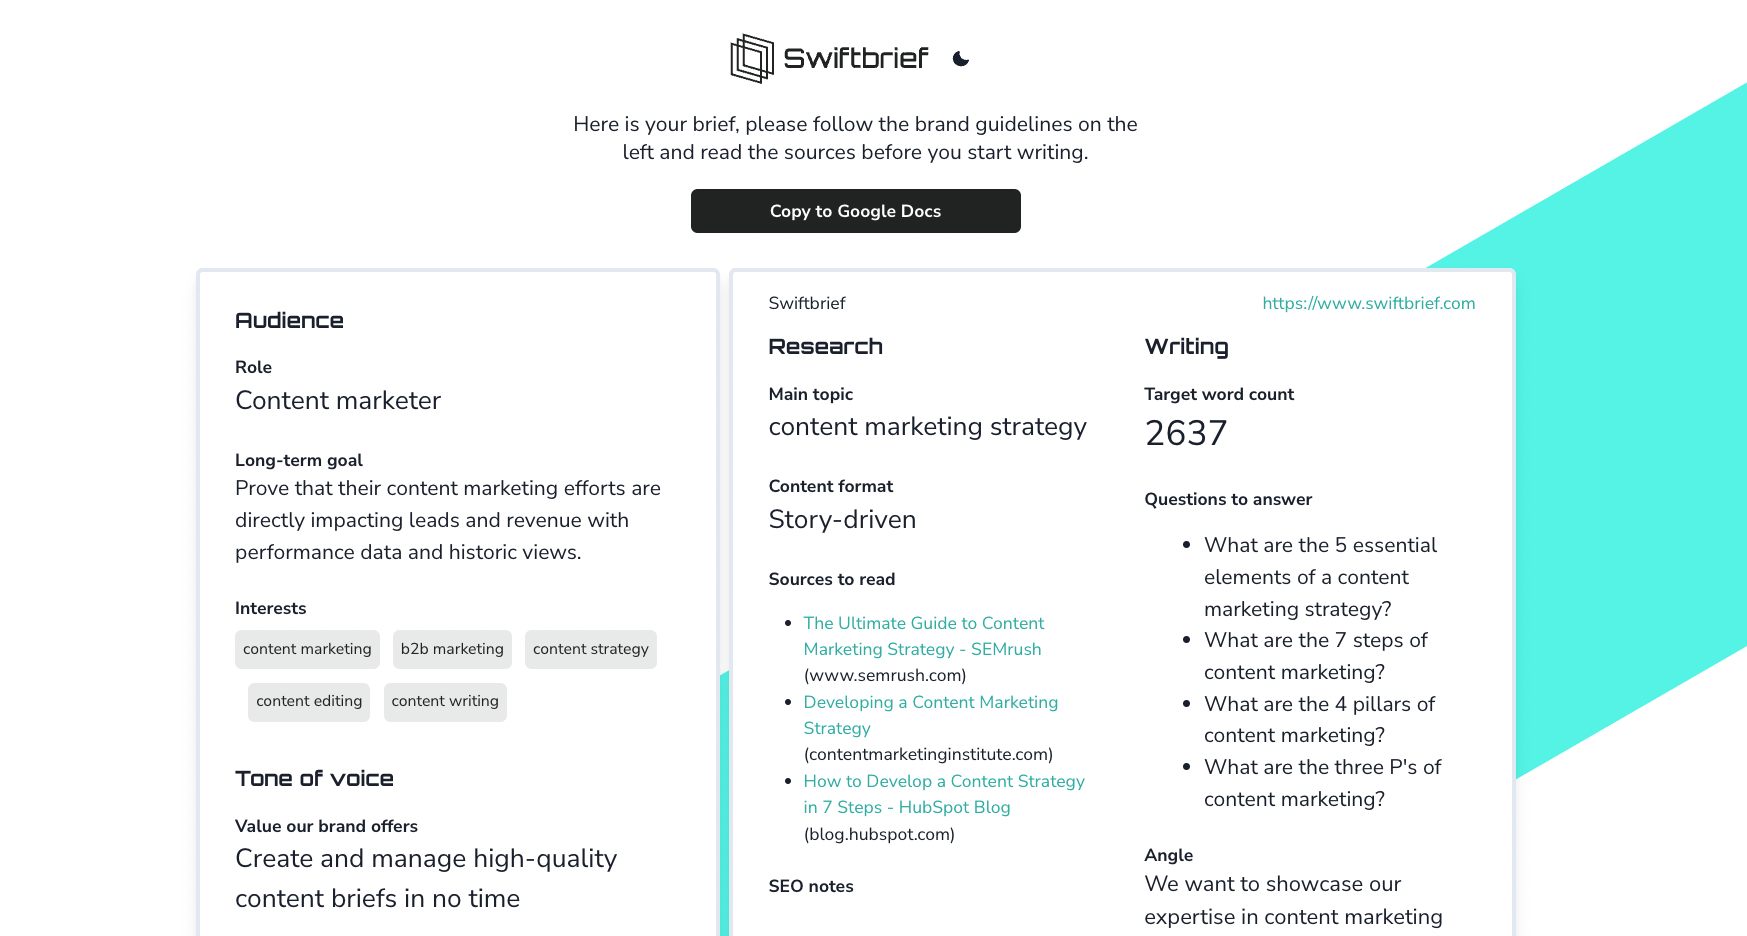 Swiftbrief
Here is your brief, please follow the brand guidelines on the
left and read the sources before you start writing.
Copy to Google Docs
Audience
Role
Content marketer
Long-term goal
Prove that their content marketing efforts are
directly impacting leads and revenue with
performance data and historic views.
Interests
content marketing b2b marketing content strategy
content editing content writing
Tone of voice
Value our brand offers
Create and manage high-quality
content briefs in no time
Swiftbrief
https://www.swiftbrief.com
Research
Main topic
content marketing strategy
Content format
Story-driven
Sources to read
The Ultimate Guide to Content
Marketing Strategy - SEMrush
(www.semrush.com)
Developing a Content Marketing
Strategy
(contentmarketinginstitute.com)
How to Develop a Content Strategy
in 7 Steps - HubSpot Blog
(blog.hubspot.com)
SEO notes
Writing
Target word count
2637
Questions to answer
What are the 5 essential
elements of a content
marketing strategy?
What are the 7 steps of
content marketing?
What are the 4 pillars of
content marketing?
What are the three P's of
content marketing?
Angle
We want to showcase our
expertise in content marketing